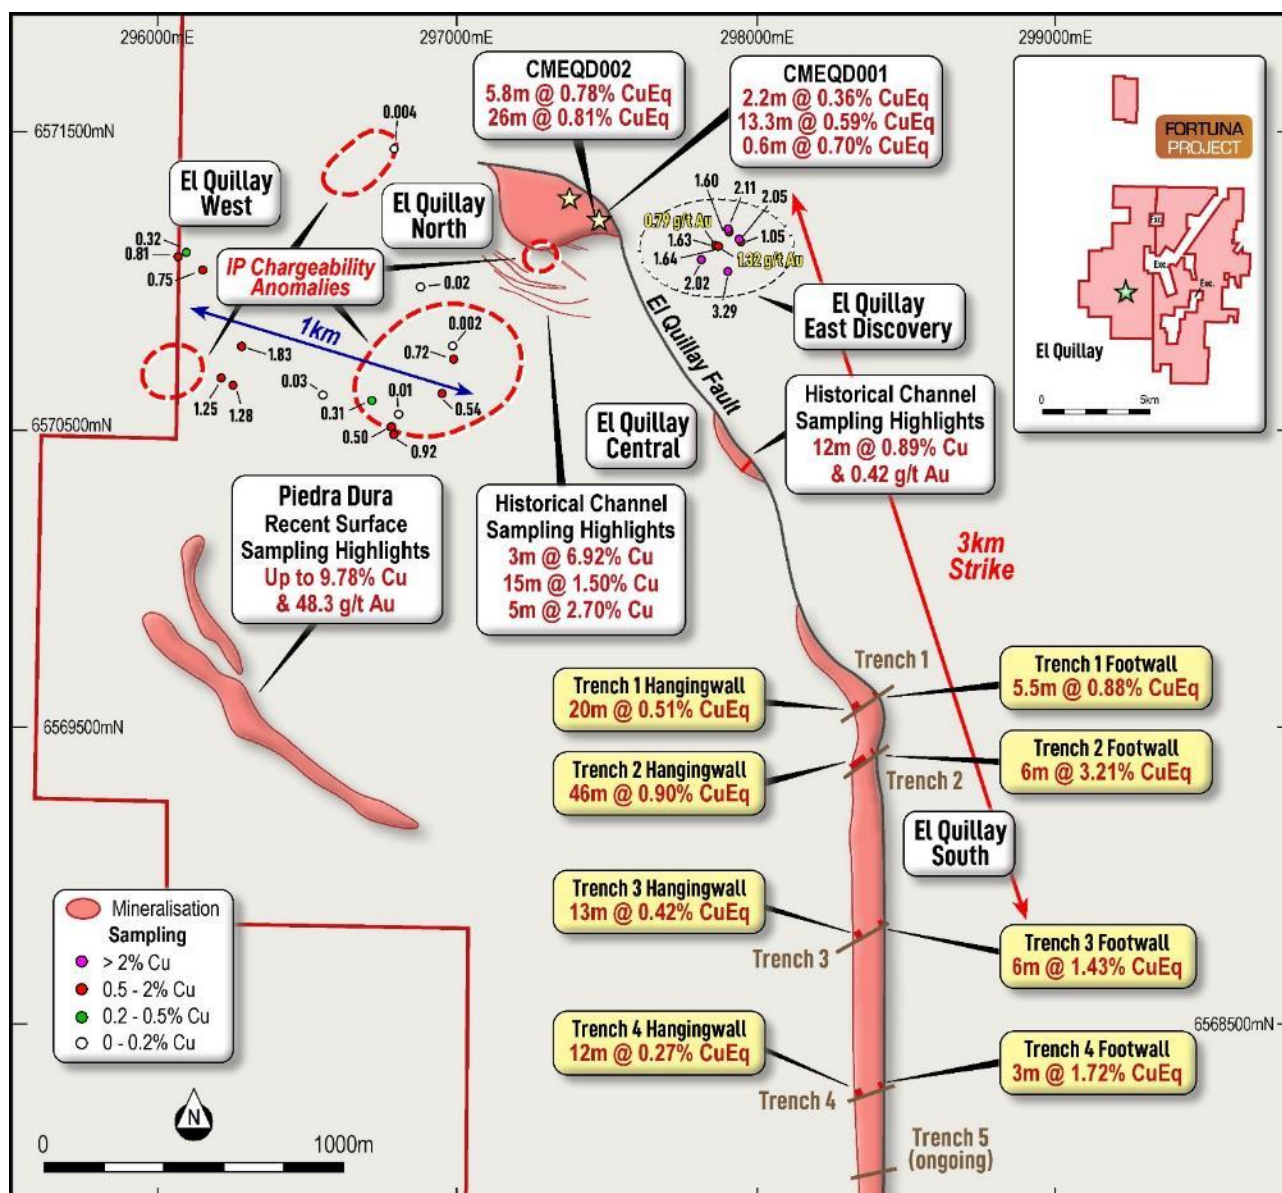 296000mE
297000mE
298000mE
299000mE
6571500mN
6570500mN
6569500mN
6568500mN
CMEQD002
5.8m @ 0.78% CuEq
26m @ 0.81% CuEq
CMEQD001
2.2m @ 0.36% CuEq
13.3m @ 0.59% CuEq
0.6m @ 0.70% CuEq
FORTUNA
PROJECT
Exc.
Exc.
Exc.
El Quillay
0
5km
0.004
El Quillay
West
El Quillay
North
0.32
0.81
0.75
IP Chargeability
Anomalies
0.02
1km
0.002
0.72
1.83
0.03
0.01
1.25
1.28
0.31
0.54
0.50
0.92
1.60
2.11
2.05
0.79 g/t Au
1.63
1.05
1.64
1.32 g/t Au
2.02
3.29
El Quillay
East Discovery
El Quillay Fault
El Quillay
Central
Historical Channel
Sampling Highlights
12m @ 0.89% Cu
& 0.42 g/t Au
Piedra Dura
Recent Surface
Sampling Highlights
Up to 9.78% Cu
& 48.3 g/t Au
Historical Channel
Sampling Highlights
3m @ 6.92% Cu
15m @ 1.50% Cu
5m @ 2.70% Cu
3km
Strike
Trench 1
Trench 1 Hangingwall
20m @ 0.51% CuEq
Trench 1 Footwall
5.5m @ 0.88% CuEq
Trench 2 Hangingwall
46m @ 0.90% CuEq
Trench 2
Trench 2 Footwall
6m @ 3.21% CuEq
El Quillay
South
Trench 3 Hangingwall
13m @ 0.42% CuEq
Trench 3
Trench 3 Footwall
6m @ 1.43% CuEq
Trench 4 Hangingwall
12m @ 0.27% CuEq
Trench 4
Trench 4 Footwall
3m @ 1.72% CuEq
Trench 5
(ongoing)
Mineralisation
Sampling
> 2% Cu
0.5 - 2% Cu
0.2 - 0.5% Cu
0 - 0.2% Cu
N
0
1000m